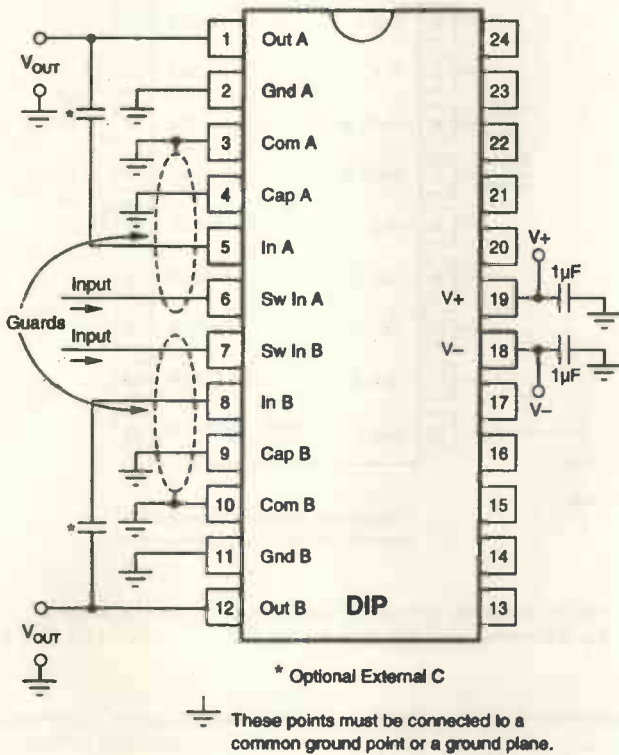 1 Out A 24
V_OUT
2 Gnd A 23
*
3 Com A 22
4 Cap A 21
5 In A 20
V+
Input 6 Sw In A V+ 19 1µF
Guards
Input 7 Sw In B V– 18
1µF
8 In B 17 V–
9 Cap B 16
10 Com B 15
*
11 Gnd B 14
12 Out B DIP 13
V_OUT
* Optional External C
These points must be connected to a
common ground point or a ground plane.